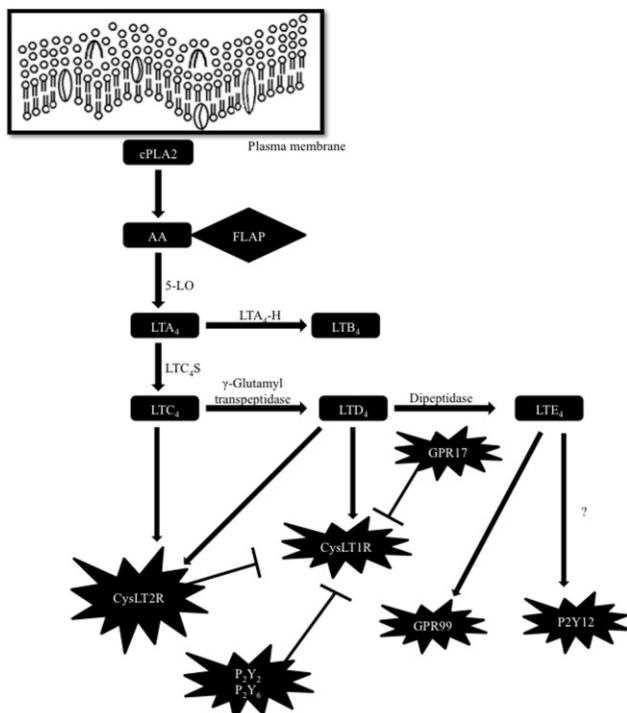 Plasma membrane
cPLA2
AA
FLAP
5-LO
LTA₄
LTA₄-H
LTB₄
LTC₄S
LTC₄
γ-Glutamyl
transpeptidase
LTD₄
Dipeptidase
LTE₄
GPR17
?
CysLT1R
CysLT2R
GPR99
P2Y12
P₂Y₂
P₂Y₆